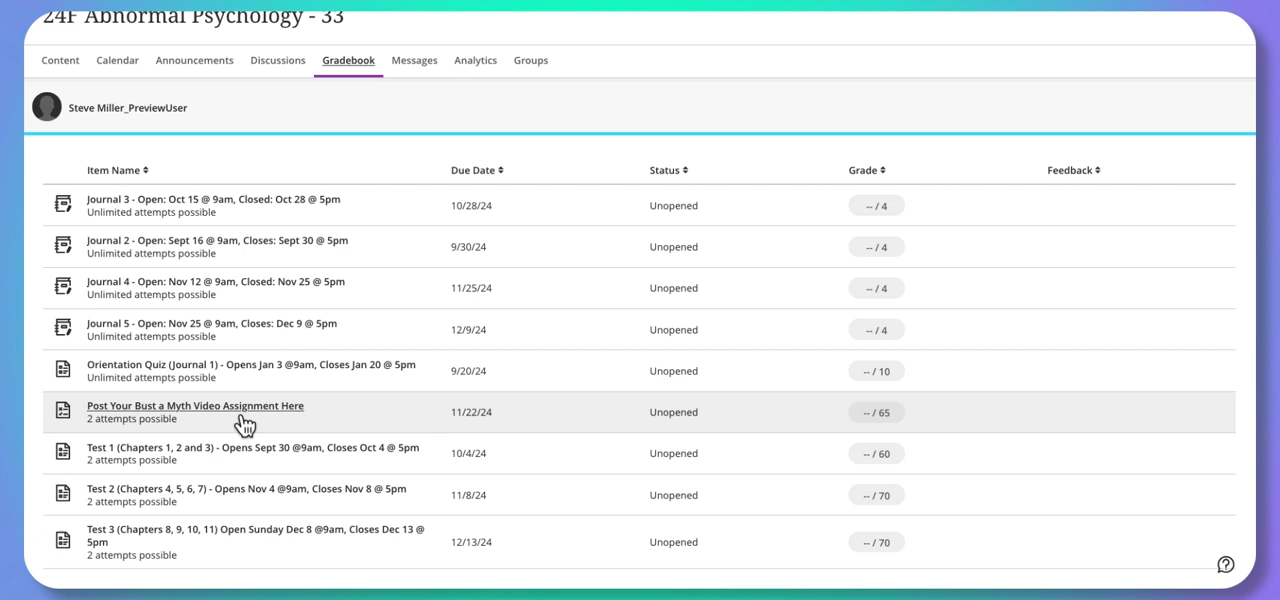 24F Abnormal Psychology - 33
Content Calendar Announcements Discussions Gradebook Messages Analytics Groups
Steve Miller_PreviewUser
Item Name Due Date Status Grade Feedback
Journal 3 - Open: Oct 15 @ 9am, Closed: Oct 28 @ 5pm
Unlimited attempts possible
10/28/24 Unopened -- / 4
Journal 2 - Open: Sept 16 @ 9am, Closes: Sept 30 @ 5pm
Unlimited attempts possible
9/30/24 Unopened -- / 4
Journal 4 - Open: Nov 12 @ 9am, Closed: Nov 25 @ 5pm
Unlimited attempts possible
11/25/24 Unopened -- / 4
Journal 5 - Open: Nov 25 @ 9am, Closes: Dec 9 @ 5pm
Unlimited attempts possible
12/9/24 Unopened -- / 4
Orientation Quiz (Journal 1) - Opens Jan 3 @9am, Closes Jan 20 @ 5pm
Unlimited attempts possible
9/20/24 Unopened -- / 10
Post Your Bust a Myth Video Assignment Here
2 attempts possible
11/22/24 Unopened -- / 65
Test 1 (Chapters 1, 2 and 3) - Opens Sept 30 @9am, Closes Oct 4 @ 5pm
2 attempts possible
10/4/24 Unopened -- / 60
Test 2 (Chapters 4, 5, 6, 7) - Opens Nov 4 @9am, Closes Nov 8 @ 5pm
2 attempts possible
11/8/24 Unopened -- / 70
Test 3 (Chapters 8, 9, 10, 11) Open Sunday Dec 8 @9am, Closes Dec 13 @
5pm
2 attempts possible
12/13/24 Unopened -- / 70